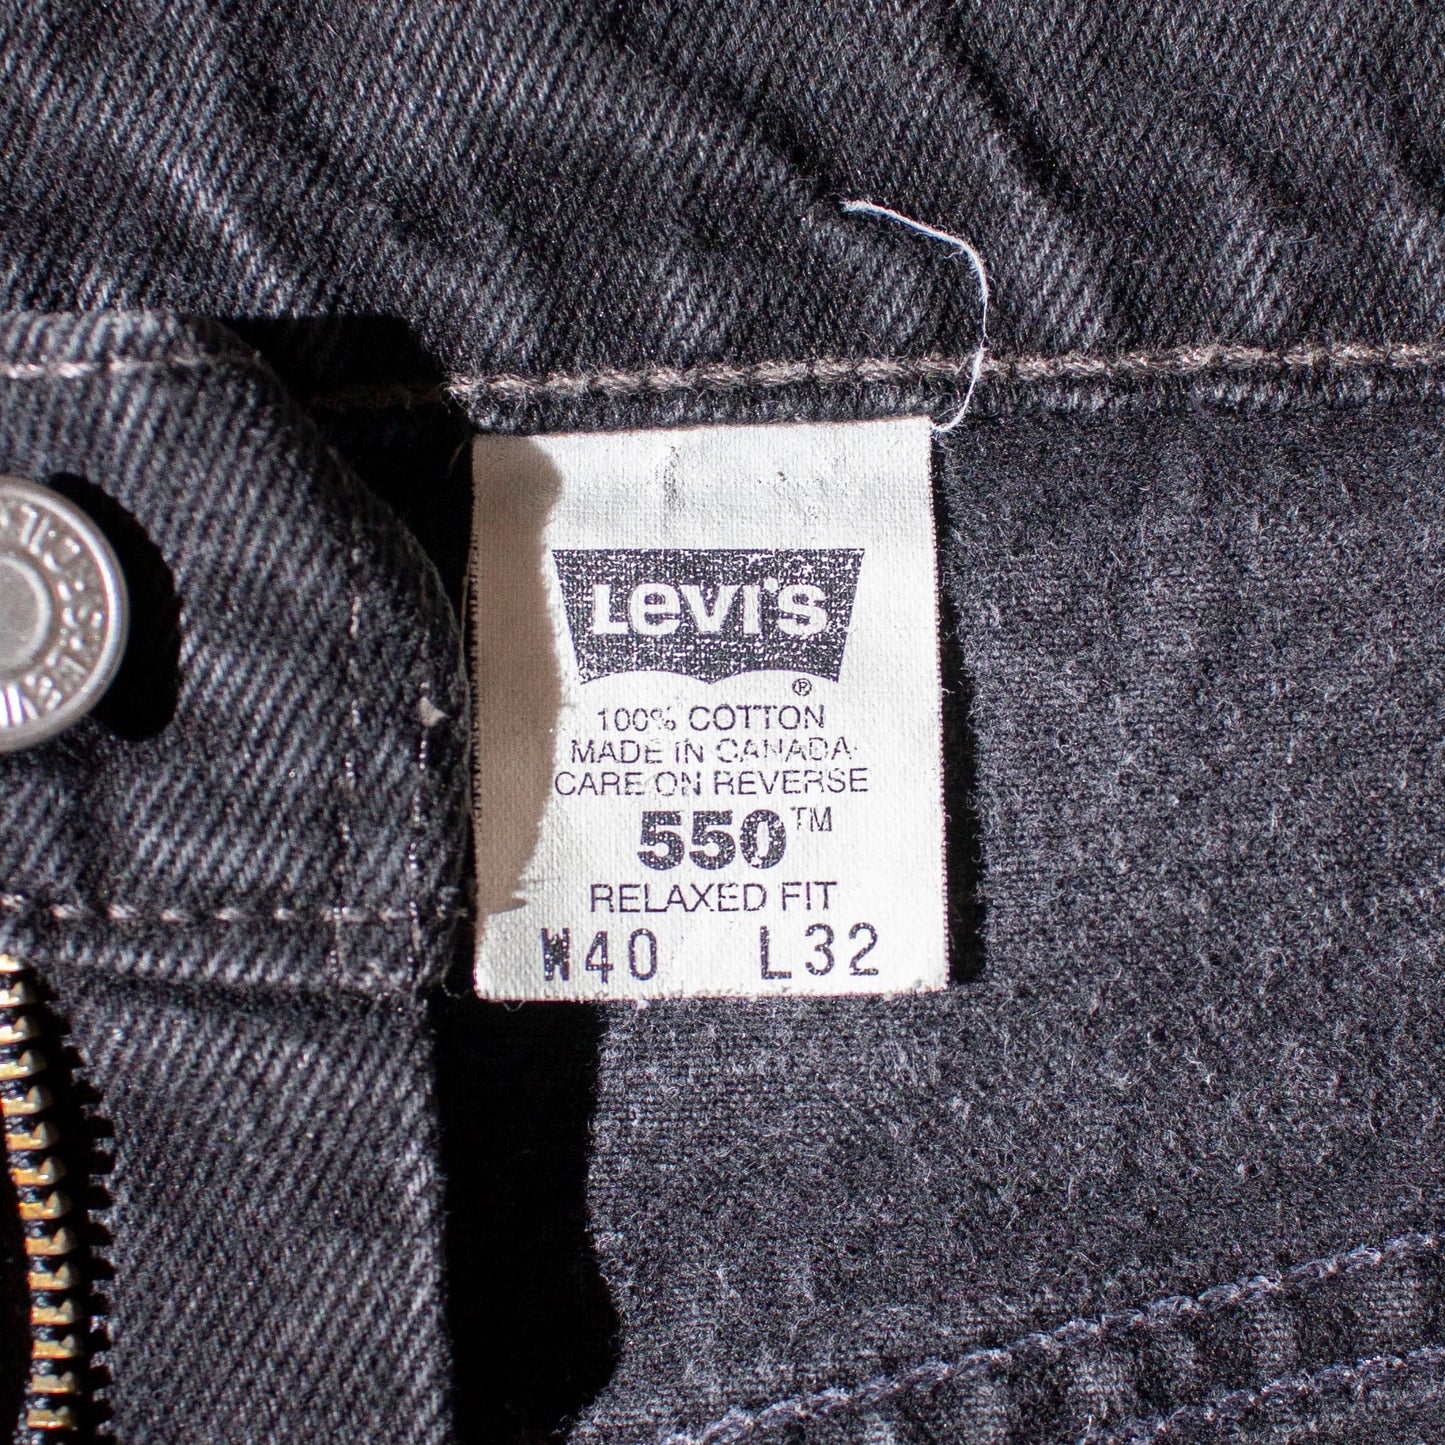 Levi's
®
100% COTTON
MADE IN CANADA
CARE ON REVERSE
550™
RELAXED FIT
W40 L32